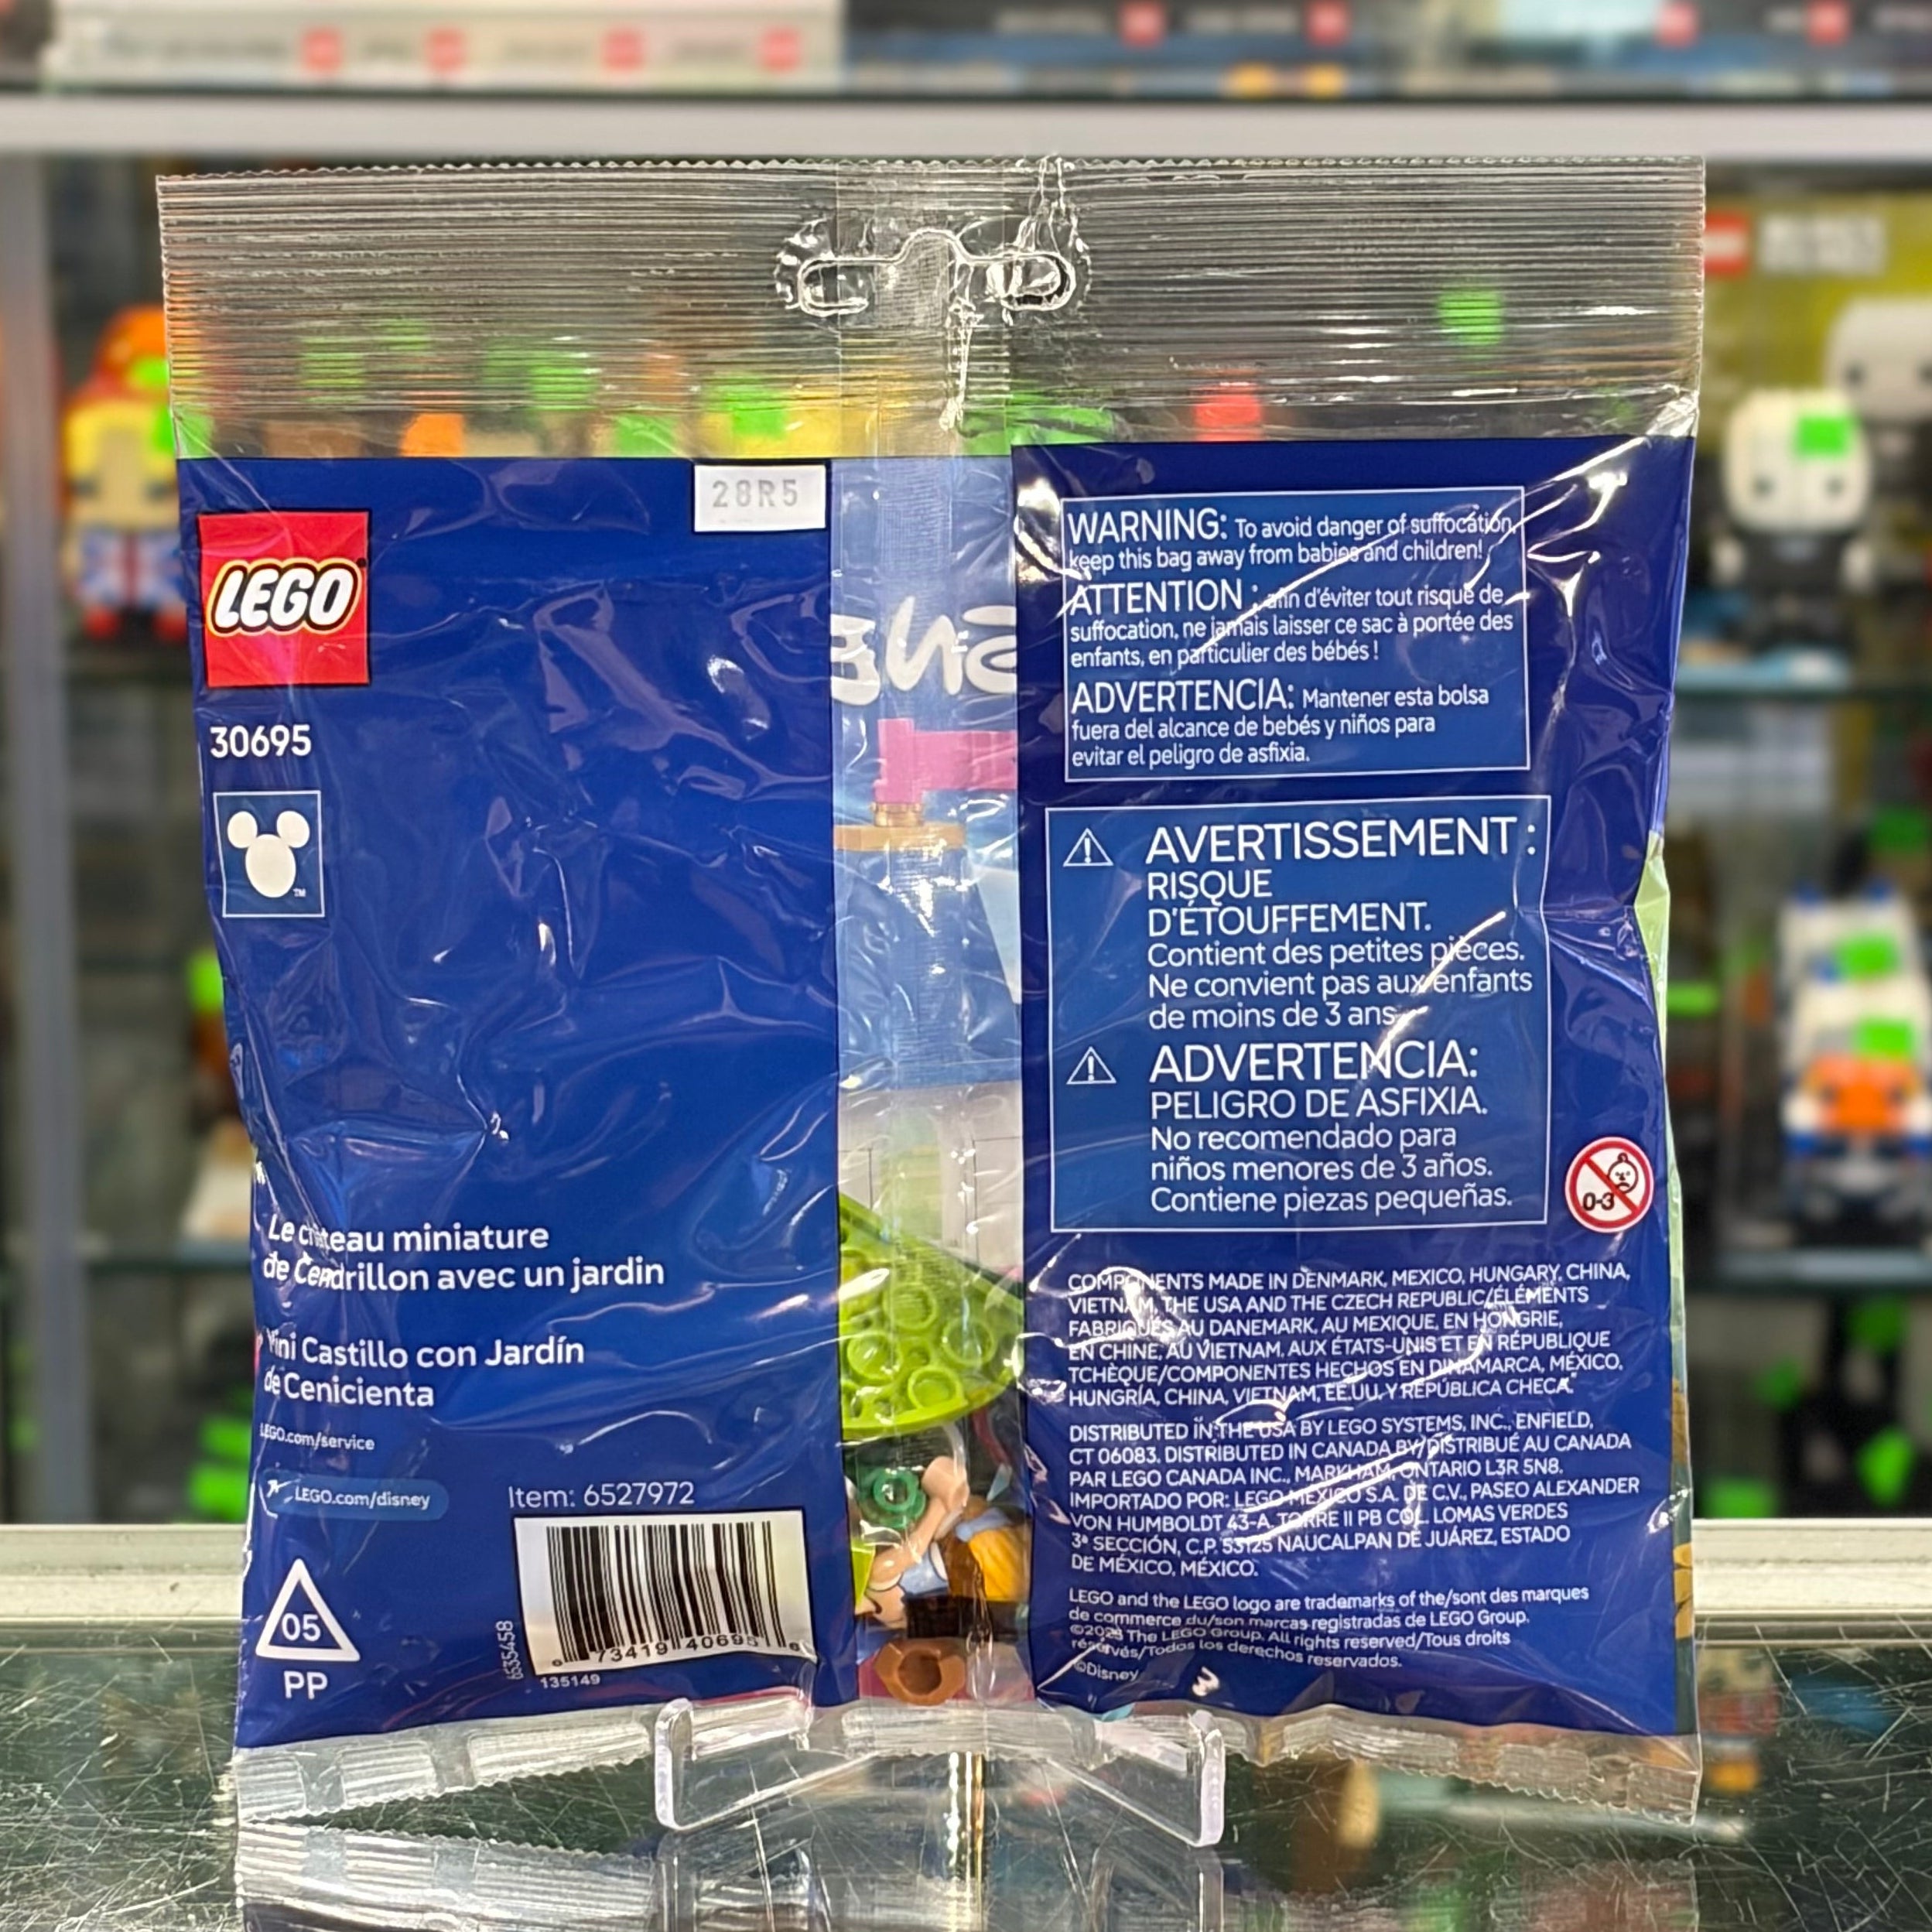 28R5
LEGO
30695
TM
Le château miniature
de Cendrillon avec un jardin
Mini Castillo con Jardín
de Cenicienta
LEGO.com/service
LEGO.com/disney
Item: 6527972
05
PP
6635458
6 73419 40695 6
135149
WARNING: To avoid danger of suffocation,
keep this bag away from babies and children!
ATTENTION : afin d'éviter tout risque de
suffocation, ne jamais laisser ce sac à portée des
enfants, en particulier des bébés !
ADVERTENCIA: Mantener esta bolsa
fuera del alcance de bebés y niños para
evitar el peligro de asfixia.
AVERTISSEMENT :
RISQUE
D'ÉTOUFFEMENT.
Contient des petites pièces.
Ne convient pas aux enfants
de moins de 3 ans.
ADVERTENCIA:
PELIGRO DE ASFIXIA.
No recomendado para
niños menores de 3 años.
Contiene piezas pequeñas.
0-3
COMPONENTS MADE IN DENMARK, MEXICO, HUNGARY, CHINA,
VIETNAM, THE USA AND THE CZECH REPUBLIC/ÉLÉMENTS
FABRIQUÉS AU DANEMARK, AU MEXIQUE, EN HONGRIE,
EN CHINE, AU VIETNAM, AUX ÉTATS-UNIS ET EN RÉPUBLIQUE
TCHÈQUE/COMPONENTES HECHOS EN DINAMARCA, MÉXICO,
HUNGRÍA, CHINA, VIETNAM, EE.UU. Y REPÚBLICA CHECA.
DISTRIBUTED IN THE USA BY LEGO SYSTEMS, INC., ENFIELD,
CT 06083. DISTRIBUTED IN CANADA BY/DISTRIBUÉ AU CANADA
PAR LEGO CANADA INC., MARKHAM, ONTARIO L3R 5N8.
IMPORTADO POR: LEGO MÉXICO S.A. DE C.V., PASEO ALEXANDER
VON HUMBOLDT 43-A, TORRE II PB COL. LOMAS VERDES
3ª SECCIÓN, C.P. 53125 NAUCALPAN DE JUÁREZ, ESTADO
DE MÉXICO, MÉXICO.
LEGO and the LEGO logo are trademarks of the/sont des marques
de commerce du/son marcas registradas de LEGO Group.
The LEGO Group. All rights reserved/Tous droits
réservés/Todos los derechos reservados.
©Disney